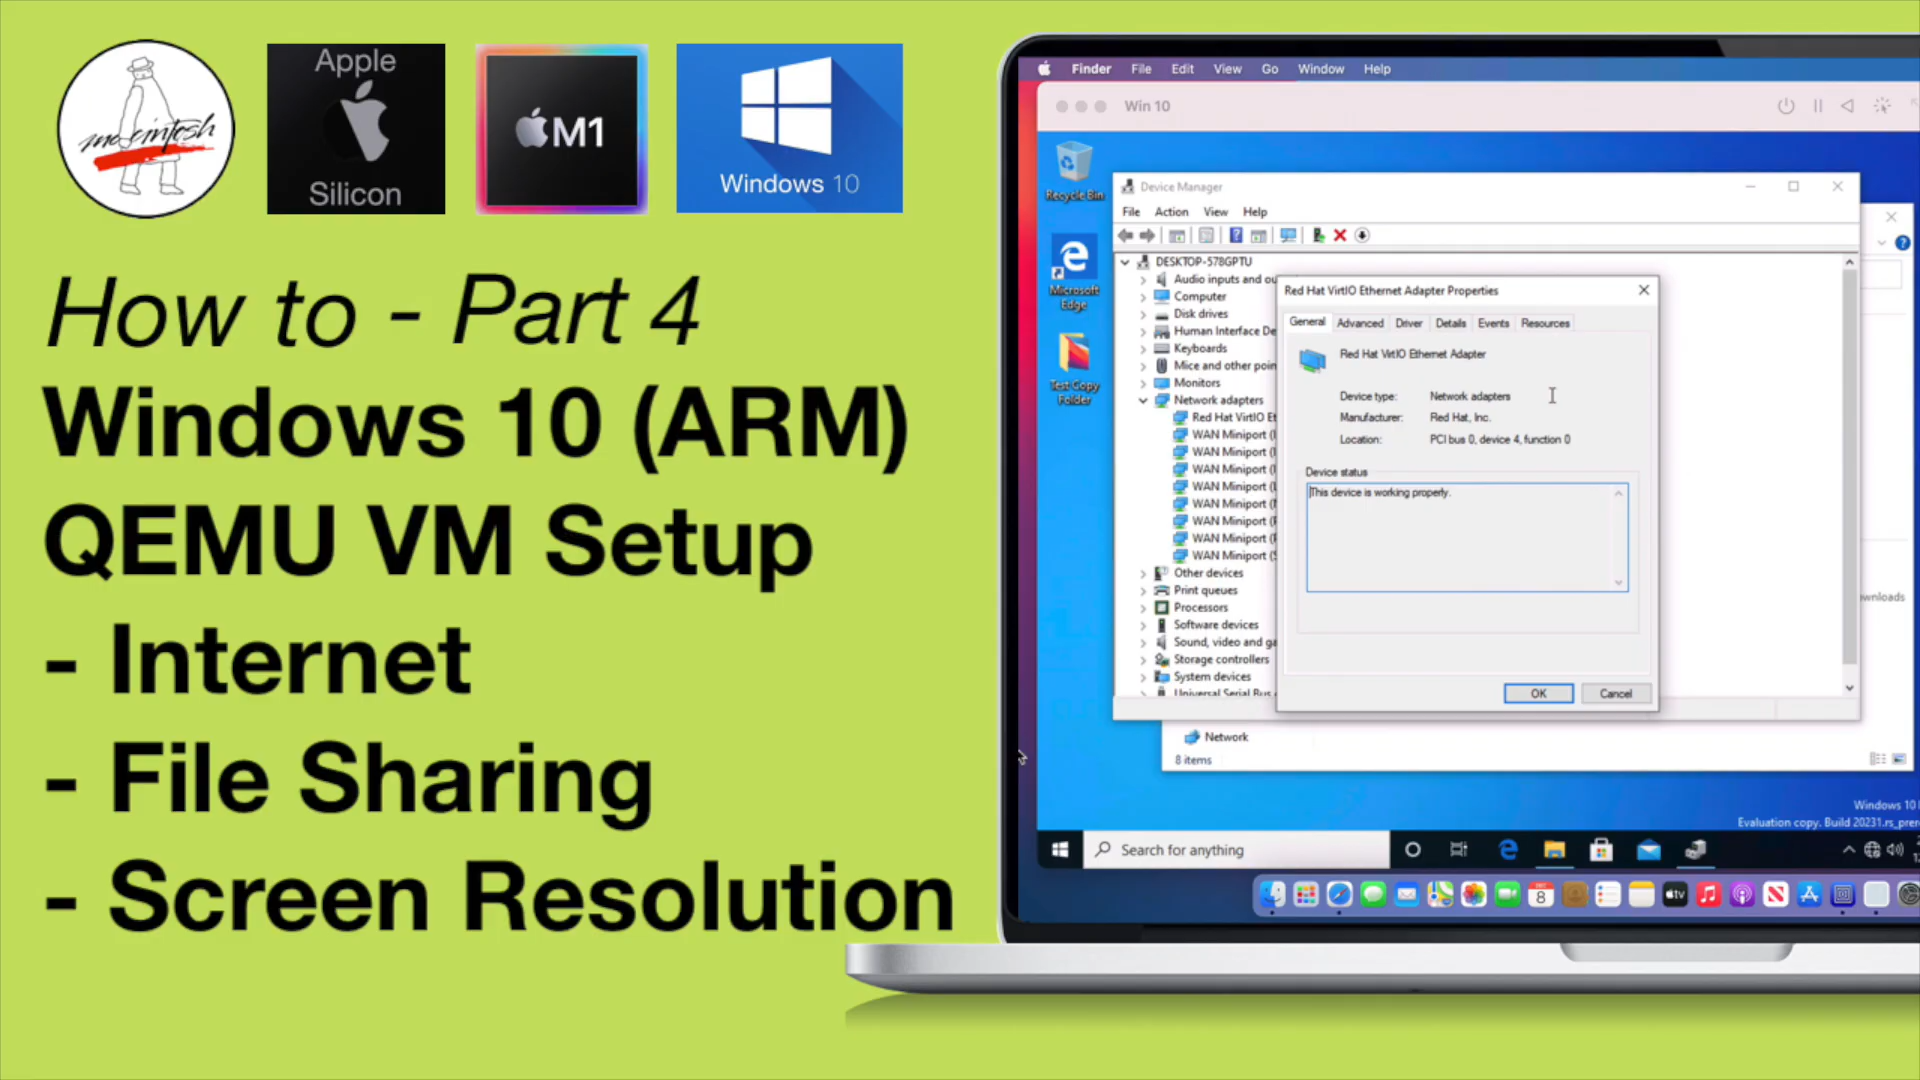 macintosh
Apple
Silicon
M1
Windows 10
How to - Part 4
Windows 10 (ARM)
QEMU VM Setup
- Internet
- File Sharing
- Screen Resolution
Finder File Edit View Go Window Help
Win 10
Recycle Bin
Microsoft
Edge
Test Copy
Folder
Device Manager
File Action View Help
DESKTOP-578GPTU
Audio inputs and ou
Computer
Disk drives
Human Interface De
Keyboards
Mice and other poin
Monitors
Network adapters
Red Hat VirtIO Et
WAN Miniport (I
WAN Miniport (I
WAN Miniport (I
WAN Miniport (L
WAN Miniport (N
WAN Miniport (P
WAN Miniport (P
WAN Miniport (S
Other devices
Print queues
Processors
Software devices
Sound, video and ga
Storage controllers
System devices
Universal Serial Bus
Red Hat VirtIO Ethernet Adapter Properties
General Advanced Driver Details Events Resources
Red Hat VirtIO Ethernet Adapter
Device type: Network adapters
Manufacturer: Red Hat, Inc.
Location: PCI bus 0, device 4, function 0
Device status
This device is working properly.
OK Cancel
wnloads
Network
8 items
Windows 10
Evaluation copy. Build 20231.rs_prer
Search for anything
8
tv